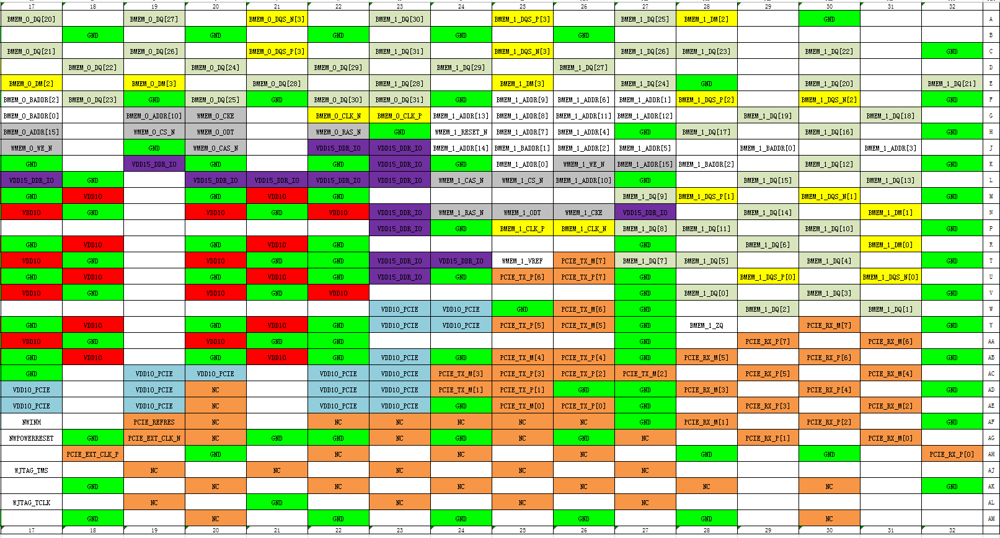 17 18 19 20 21 22 23 24 25 26 27 28 29 30 31 32
BMEM_0_DQ[20] BMEM_0_DQ[27] BMEM_0_DQS_N[3] BMEM_1_DQ[30] BMEM_1_DQS_P[3] BMEM_1_DQ[25] BMEM_1_DM[2] GND A
GND GND GND GND GND B
BMEM_0_DQ[21] BMEM_0_DQ[26] BMEM_0_DQS_P[3] BMEM_1_DQ[31] BMEM_1_DQS_N[3] BMEM_1_DQ[26] BMEM_1_DQ[23] BMEM_1_DQ[22] GND C
BMEM_0_DQ[22] BMEM_0_DQ[24] BMEM_0_DQ[29] BMEM_1_DQ[29] BMEM_1_DQ[27] D
BMEM_0_DM[2] BMEM_0_DM[3] BMEM_0_DQ[28] BMEM_1_DQ[28] BMEM_1_DM[3] BMEM_1_DQ[24] GND BMEM_1_DQ[20] BMEM_1_DQ[21] E
BMEM_0_BADDR[2] BMEM_0_DQ[23] GND BMEM_0_DQ[25] GND BMEM_0_DQ[30] BMEM_0_DQ[31] GND BMEM_1_ADDR[9] BMEM_1_ADDR[6] BMEM_1_ADDR[1] BMEM_1_DQS_P[2] BMEM_1_DQS_N[2] GND F
BMEM_0_BADDR[0] BMEM_0_ADDR[10] WMEM_0_CKE BMEM_0_CLK_N BMEM_0_CLK_P BMEM_1_ADDR[13] BMEM_1_ADDR[8] BMEM_1_ADDR[11] BMEM_1_ADDR[12] BMEM_1_DQ[19] BMEM_1_DQ[18] G
BMEM_0_ADDR[15] WMEM_0_CS_N WMEM_0_ODT WMEM_0_RAS_N GND WMEM_1_RESET_N BMEM_1_ADDR[7] BMEM_1_ADDR[4] GND BMEM_1_DQ[17] BMEM_1_DQ[16] GND H
WMEM_0_WE_N GND WMEM_0_CAS_N VDD15_DDR_IO VDD15_DDR_IO BMEM_1_ADDR[14] BMEM_1_BADDR[1] BMEM_1_ADDR[2] BMEM_1_ADDR[5] BMEM_1_BADDR[0] BMEM_1_ADDR[3] J
GND VDD15_DDR_IO GND GND VDD15_DDR_IO GND BMEM_1_ADDR[0] WMEM_1_WE_N BMEM_1_ADDR[15] BMEM_1_BADDR[2] BMEM_1_DQ[12] GND K
VDD15_DDR_IO GND VDD15_DDR_IO VDD15_DDR_IO VDD15_DDR_IO VDD15_DDR_IO WMEM_1_CAS_N WMEM_1_CS_N BMEM_1_ADDR[10] GND BMEM_1_DQ[15] BMEM_1_DQ[13] L
GND VDD10 GND VDD10 GND BMEM_1_DQ[9] BMEM_1_DQS_P[1] BMEM_1_DQS_N[1] GND M
VDD10 GND VDD10 GND VDD10 VDD15_DDR_IO WMEM_1_RAS_N WMEM_1_ODT WMEM_1_CKE VDD15_DDR_IO BMEM_1_DQ[14] BMEM_1_DM[1] N
VDD15_DDR_IO GND BMEM_1_CLK_P BMEM_1_CLK_N BMEM_1_DQ[8] BMEM_1_DQ[11] BMEM_1_DQ[10] GND P
GND VDD10 GND VDD10 GND GND BMEM_1_DQ[6] BMEM_1_DM[0] R
VDD10 GND VDD10 GND GND VDD15_DDR_IO VDD15_DDR_IO WMEM_1_VREF PCIE_TX_M[7] BMEM_1_DQ[7] BMEM_1_DQ[5] BMEM_1_DQ[4] GND T
GND VDD10 GND VDD10 GND VDD15_DDR_IO GND PCIE_TX_P[6] PCIE_TX_P[7] GND BMEM_1_DQS_P[0] BMEM_1_DQS_N[0] U
VDD10 GND VDD10 GND VDD10 GND BMEM_1_DQ[0] BMEM_1_DQ[3] GND V
VDD10_PCIE VDD10_PCIE GND PCIE_TX_M[6] GND BMEM_1_DQ[2] BMEM_1_DQ[1] W
GND VDD10 GND VDD10 GND VDD10_PCIE VDD10_PCIE PCIE_TX_P[5] PCIE_TX_M[5] GND BMEM_1_ZQ PCIE_RX_M[7] GND Y
VDD10 GND VDD10 GND GND GND PCIE_RX_P[7] PCIE_RX_M[6] AA
GND VDD10 GND VDD10 GND VDD10_PCIE GND PCIE_TX_M[4] PCIE_TX_P[4] GND PCIE_RX_M[5] PCIE_RX_P[6] GND AB
GND VDD10_PCIE VDD10_PCIE VDD10_PCIE VDD10_PCIE PCIE_TX_M[3] PCIE_TX_P[3] PCIE_TX_P[2] PCIE_TX_M[2] PCIE_RX_P[5] PCIE_RX_M[4] AC
VDD10_PCIE VDD10_PCIE NC VDD10_PCIE VDD10_PCIE PCIE_TX_M[1] PCIE_TX_P[1] GND GND PCIE_RX_M[3] PCIE_RX_P[4] GND AD
VDD10_PCIE VDD10_PCIE NC VDD10_PCIE VDD10_PCIE GND PCIE_TX_M[0] PCIE_TX_P[0] GND PCIE_RX_P[3] PCIE_RX_M[2] AE
NWINH PCIE_REFRES NC NC NC NC NC NC GND PCIE_RX_M[1] PCIE_RX_P[2] GND AF
NWPOWERRESET GND PCIE_EXT_CLK_N NC GND GND NC GND NC GND NC PCIE_RX_P[1] PCIE_RX_M[0] AG
PCIE_EXT_CLK_P GND NC NC NC GND GND PCIE_RX_P[0] AH
WJTAG_TMS NC NC NC NC NC AJ
GND NC NC NC NC NC NC GND AK
WJTAG_TCLK NC GND NC NC NC AL
GND NC GND GND GND GND NC AM
17 18 19 20 21 22 23 24 25 26 27 28 29 30 31 32